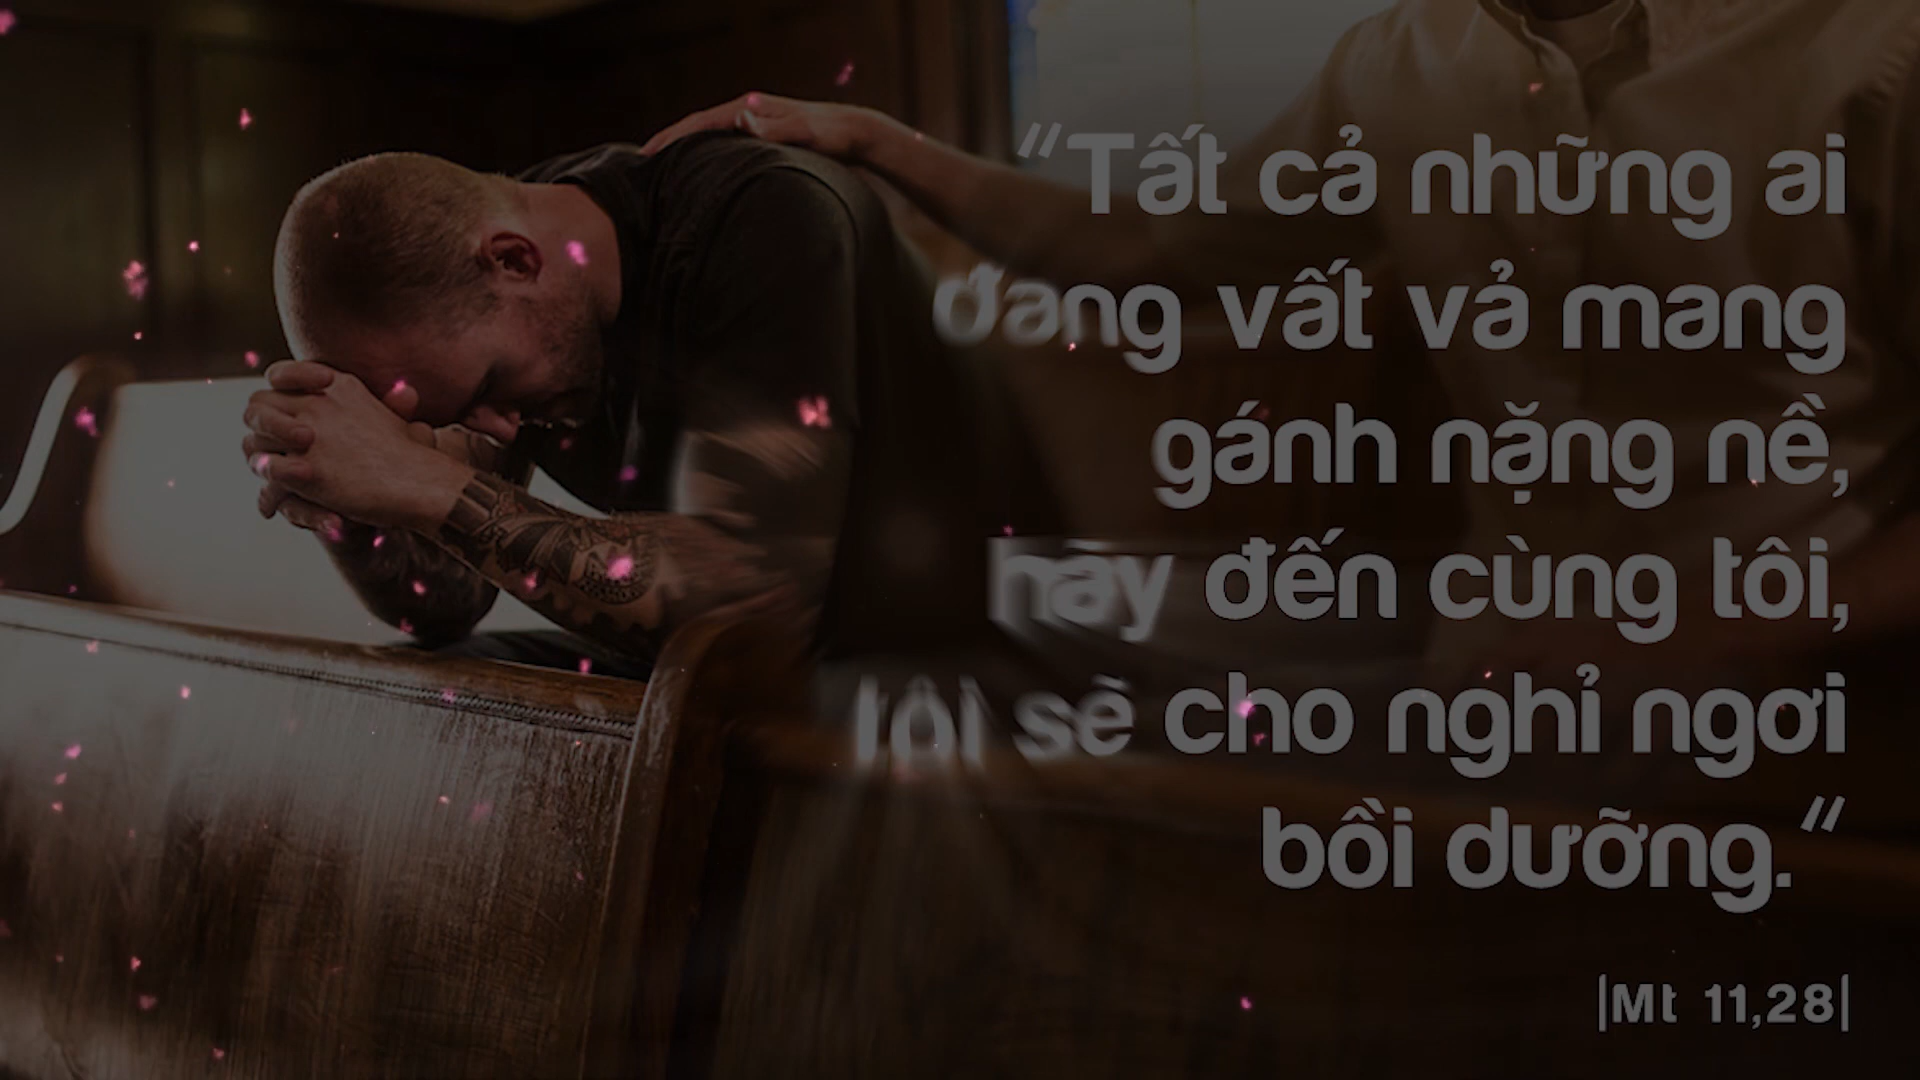 “Tất cả những ai
đang vất vả mang
gánh nặng nề,
hãy đến cùng tôi,
tôi sẽ cho nghỉ ngơi
bồi dưỡng.“
|Mt 11,28|